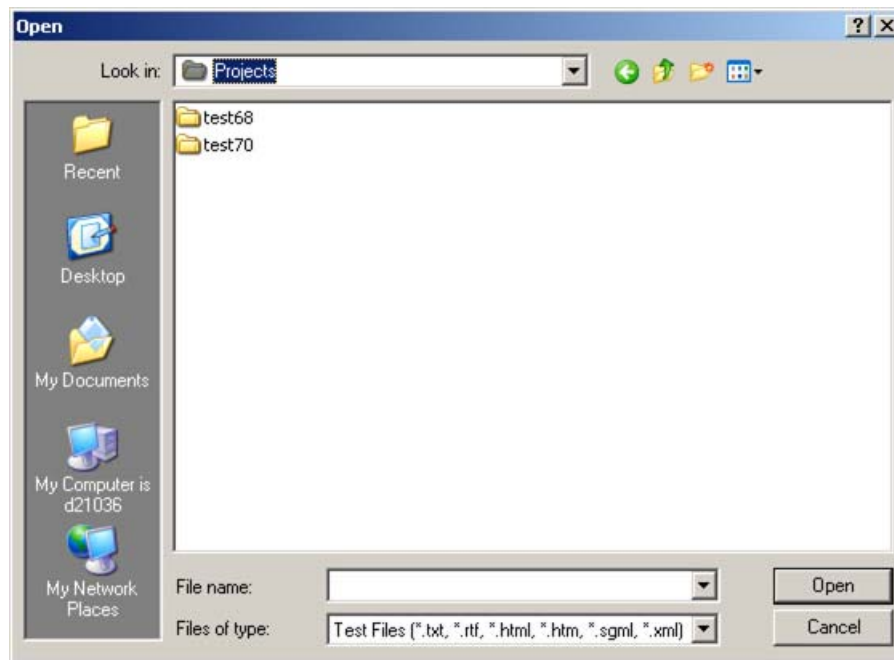 Open
Look in: Projects
test68
test70
Recent
Desktop
My Documents
My Computer is
d21036
My Network
Places
File name:
Open
Files of type: Test Files (*.txt, *.rtf, *.html, *.htm, *.sgml, *.xml)
Cancel